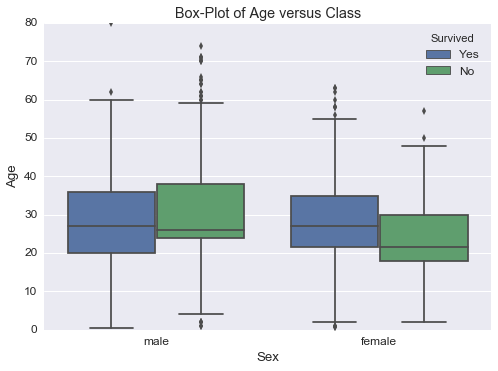 Box-Plot of Age versus Class
80
70
60
50
40
30
20
10
0
Age
Survived
Yes
No
male
female
Sex